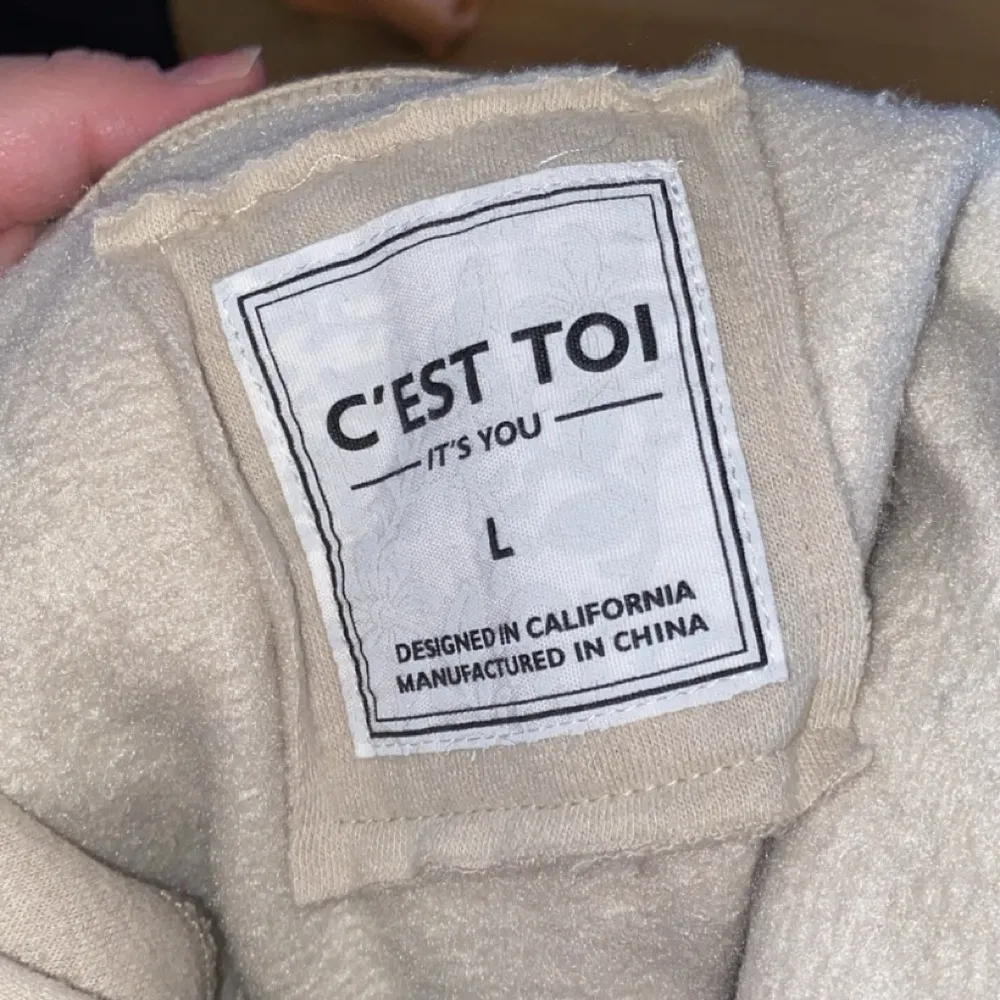 C'EST TOI
IT'S YOU
L
DESIGNED IN CALIFORNIA
MANUFACTURED IN CHINA